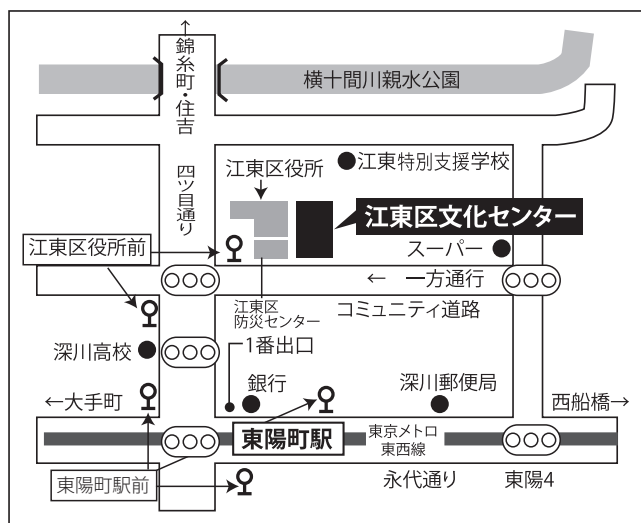 ↑錦糸町・住吉
横十間川親水公園
四ツ目通り
江東区役所
江東特別支援学校
江東区文化センター
スーパー
江東区役所前
← 一方通行
江東区
防災センター
コミュニティ道路
深川高校
1番出口
銀行
深川郵便局
←大手町
西船橋→
東陽町駅
東京メトロ
東西線
東陽町駅前
永代通り
東陽4